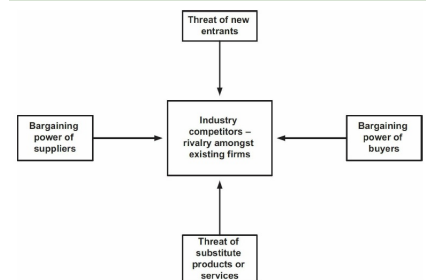 Threat of new
entrants
Bargaining
power of
suppliers
Industry
competitors –
rivalry amongst
existing firms
Bargaining
power of
buyers
Threat of
substitute
products or
services